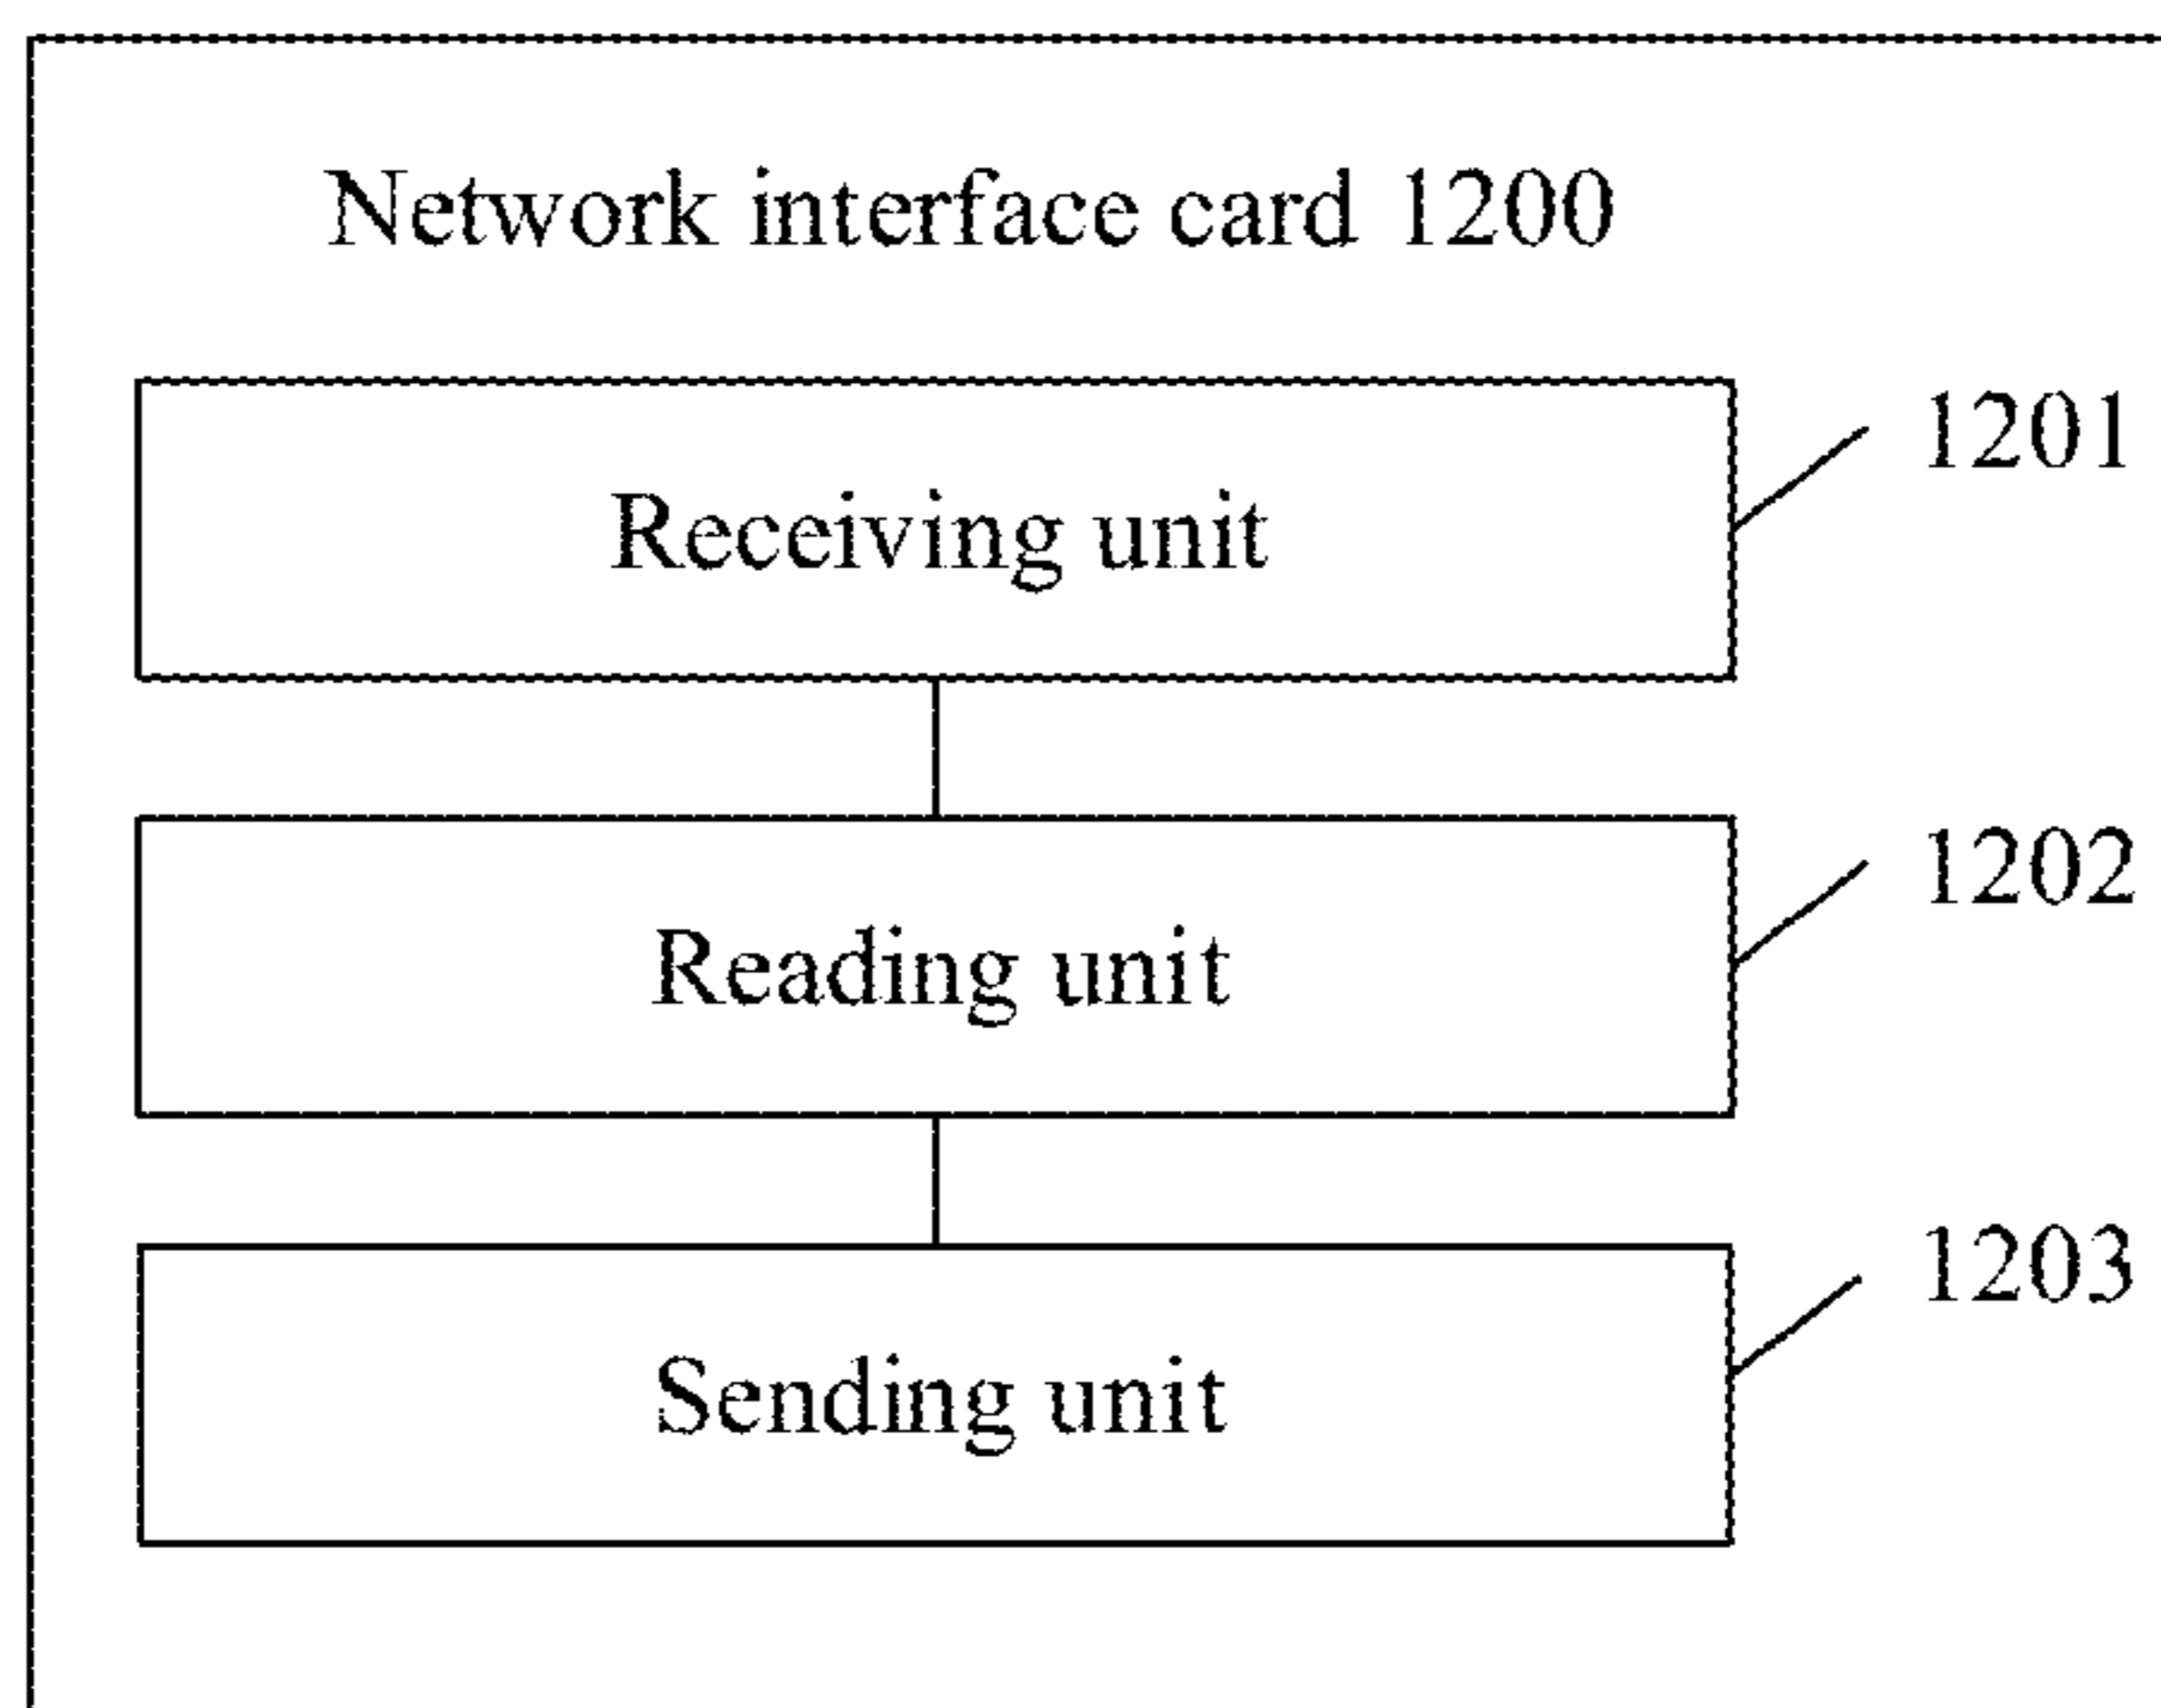 Network interface card 1200
Receiving unit
1201
Reading unit
1202
Sending unit
1203